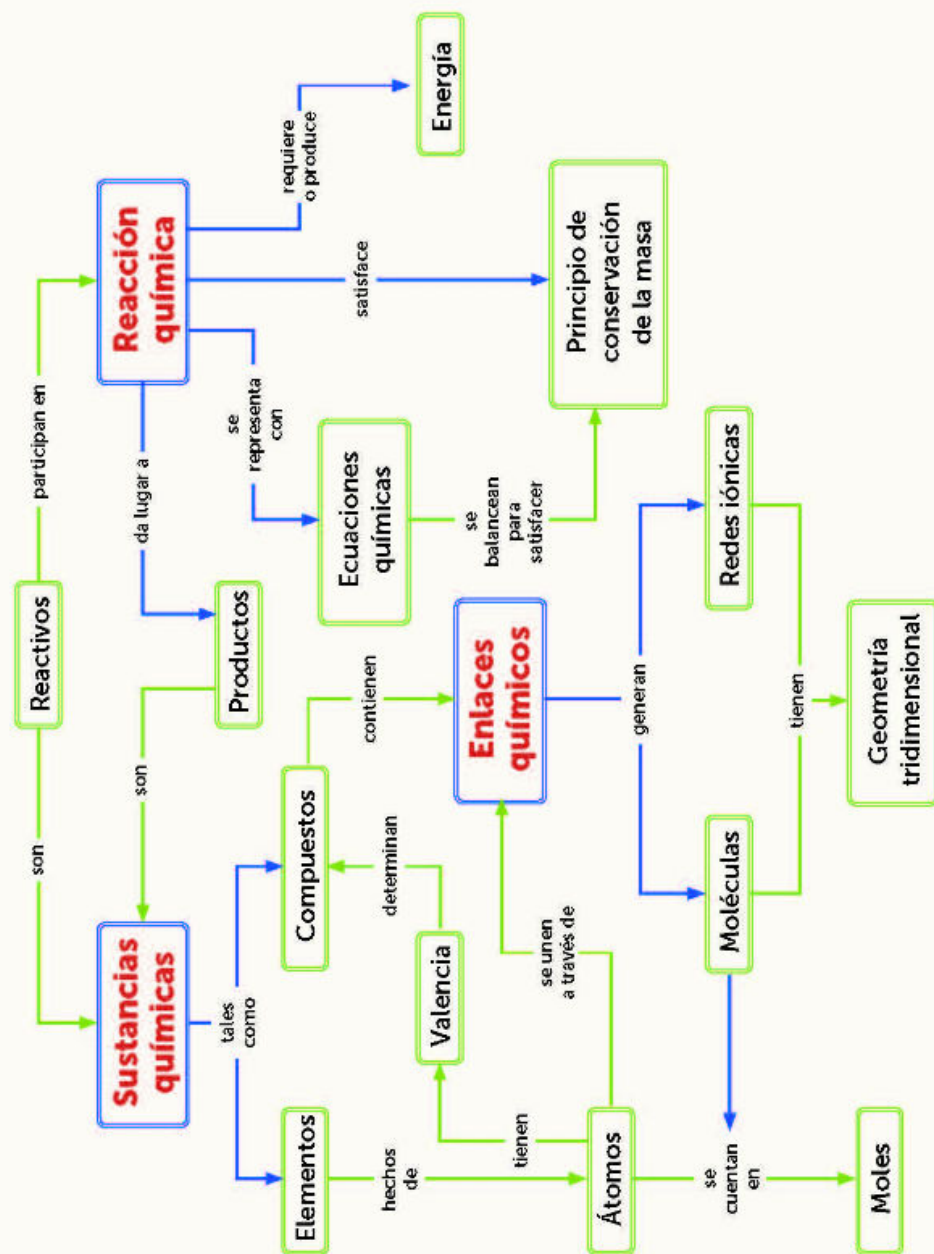 Reactivos
son
participan en
Sustancias
químicas
Reacción
química
da lugar a
son
Productos
tales
como
se
representa
con
satisface
requiere
o produce
Elementos
Compuestos
Ecuaciones
químicas
Energía
hechos
de
Valencia
determinan
contienen
tienen
se
balancean
para
satisfacer
Enlaces
químicos
Principio de
conservación
de la masa
Átomos
se unen
a través de
generan
se
cuentan
en
Moléculas
Redes iónicas
tienen
Moles
Geometría
tridimensional